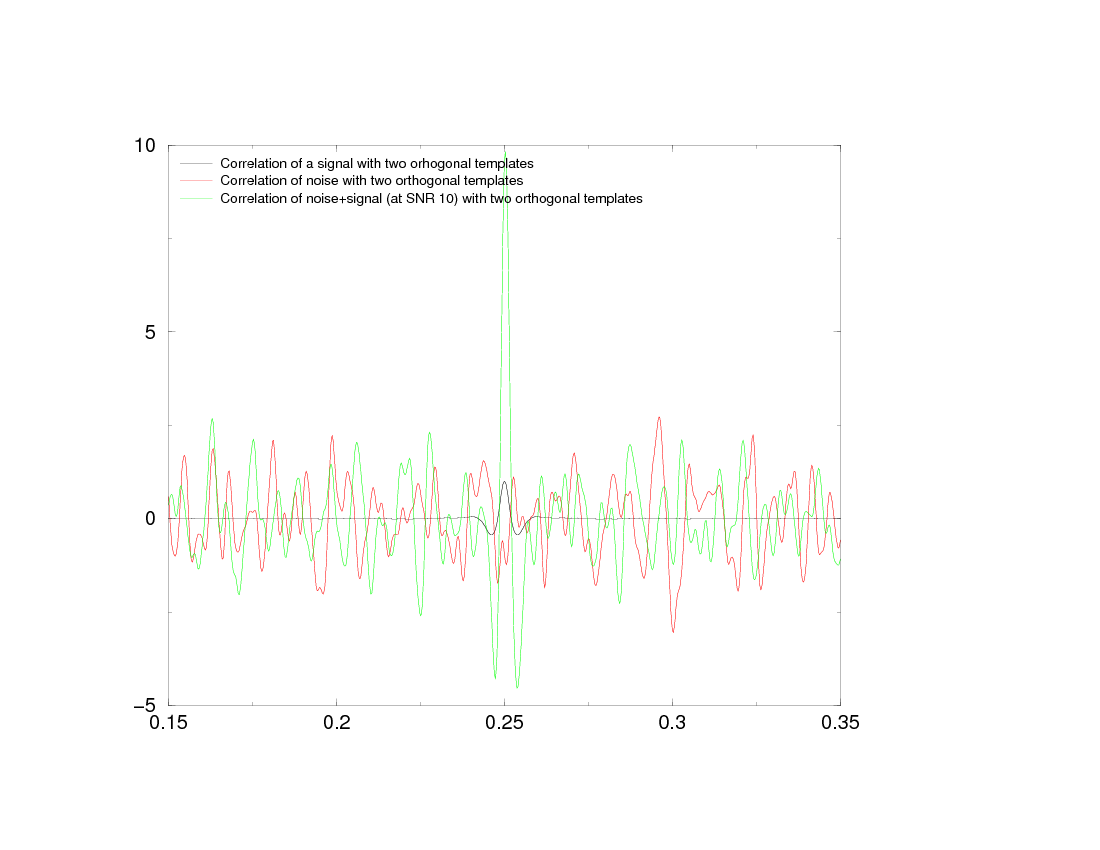 10
Correlation of a signal with two orhogonal templates
Correlation of noise with two orthogonal templates
Correlation of noise+signal (at SNR 10) with two orthogonal templates
5
0
−5
0.15 0.2 0.25 0.3 0.35